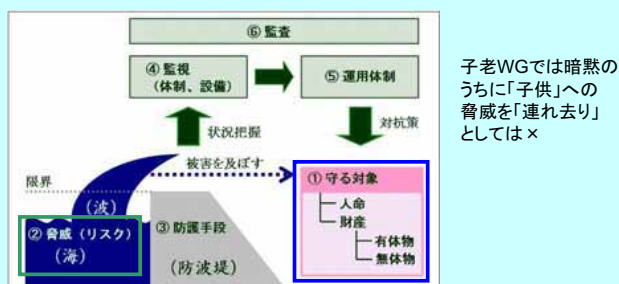 ⑥ 監査
④ 監視
(体制、設備)
⑤ 運用体制
状況把握
対抗策
被害を及ぼす
限界
(波)
② 脅威（リスク）
(海)
③ 防護手段
(防波堤)
① 守る対象
人命
財産
有体物
無体物
子老WGでは暗黙の
うちに「子供」への
脅威を「連れ去り」
としては×